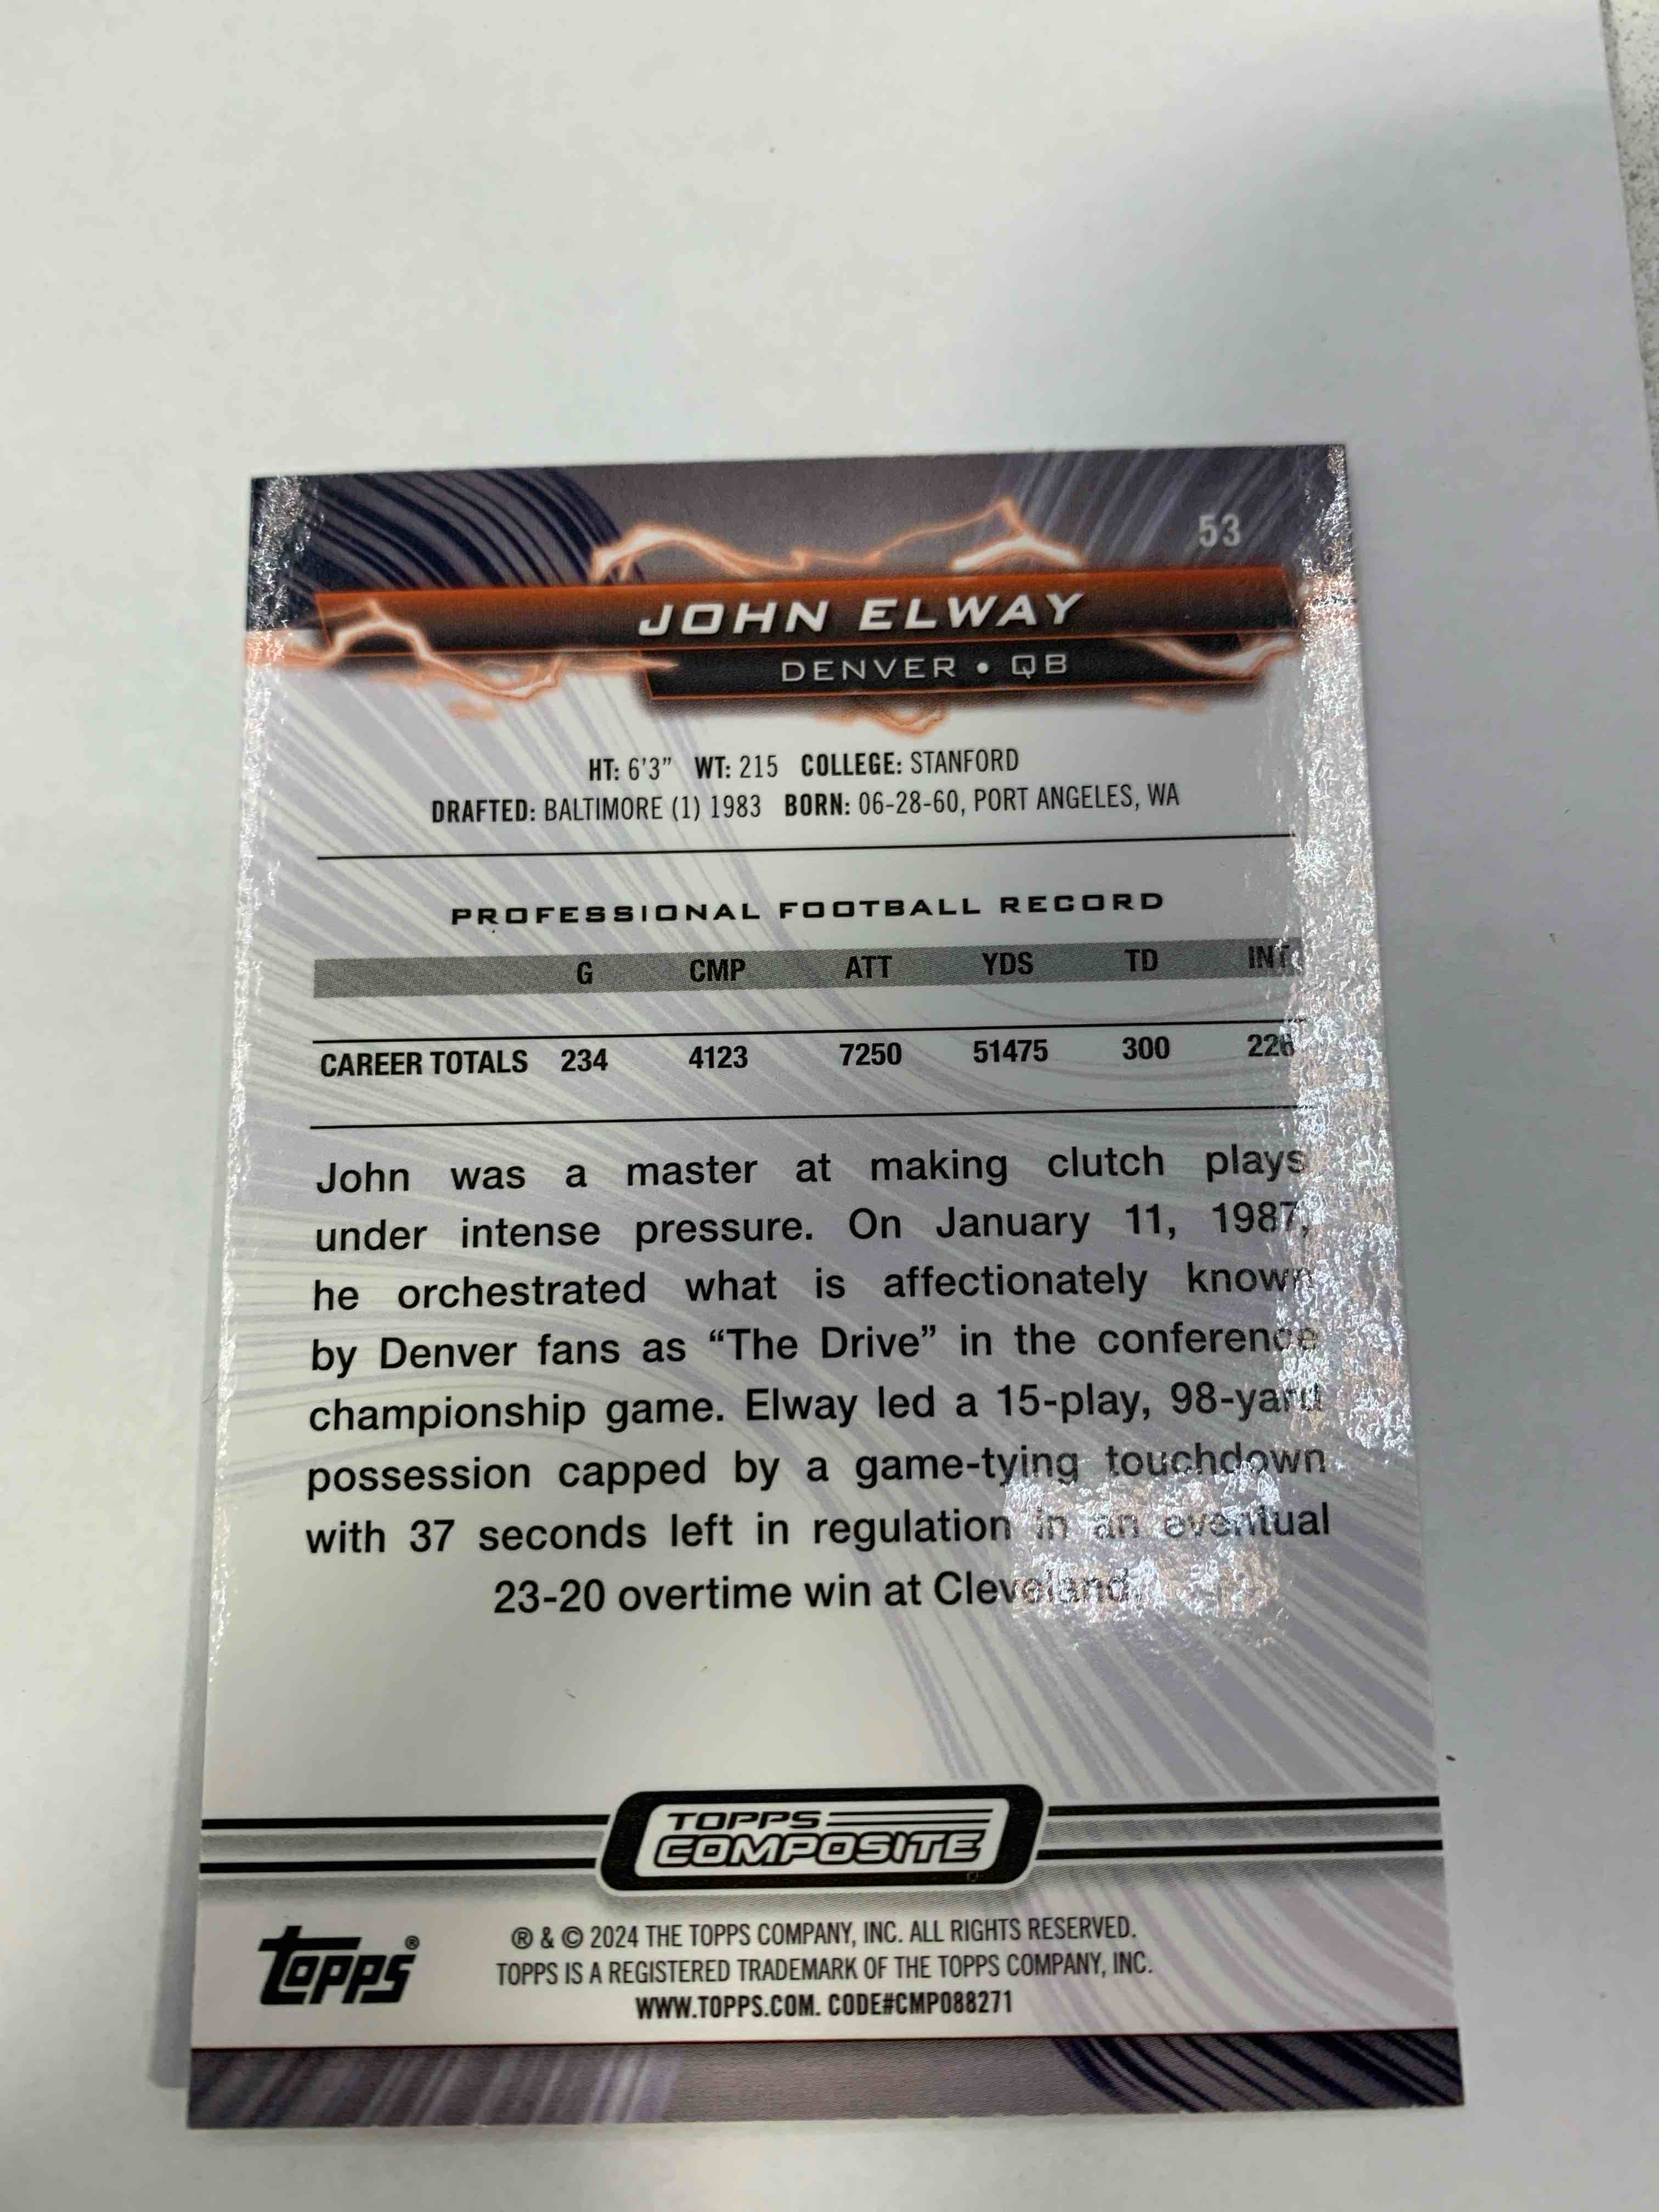 53
JOHN ELWAY
DENVER • QB
HT: 6'3” WT: 215 COLLEGE: STANFORD
DRAFTED: BALTIMORE (1) 1983 BORN: 06-28-60, PORT ANGELES, WA
PROFESSIONAL FOOTBALL RECORD
G CMP ATT YDS TD INT
CAREER TOTALS 234 4123 7250 51475 300 226
John was a master at making clutch plays
under intense pressure. On January 11, 1987,
he orchestrated what is affectionately known
by Denver fans as “The Drive” in the conference
championship game. Elway led a 15-play, 98-yard
possession capped by a game-tying touchdown
with 37 seconds left in regulation in an eventual
23-20 overtime win at Cleveland.
TOPPS
COMPOSITE
topps®
® & © 2024 THE TOPPS COMPANY, INC. ALL RIGHTS RESERVED.
TOPPS IS A REGISTERED TRADEMARK OF THE TOPPS COMPANY, INC.
WWW.TOPPS.COM. CODE#CMP088271